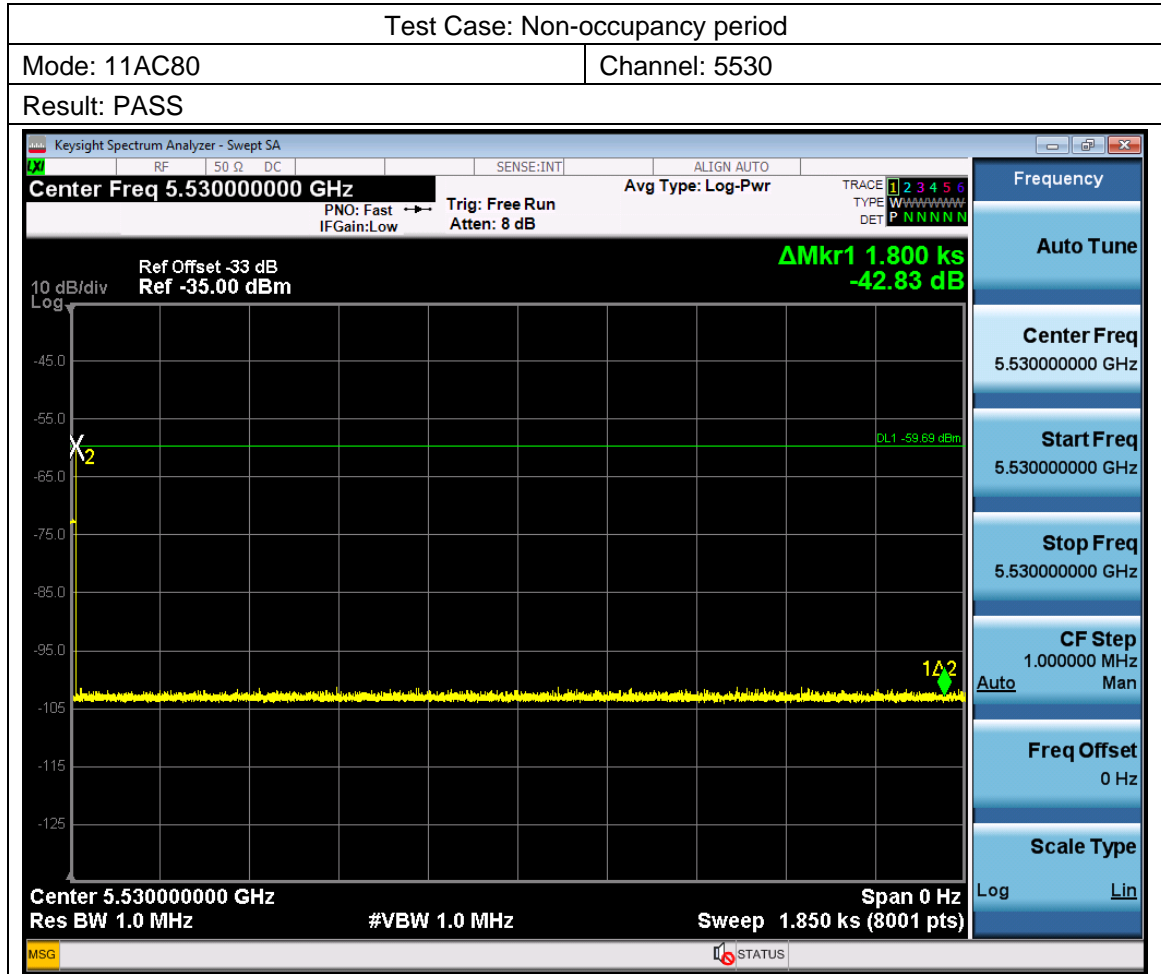 Test Case: Non-occupancy period
Mode: 11AC80
Channel: 5530
Result: PASS
Keysight Spectrum Analyzer - Swept SA
LXI RF 50 Ω DC SENSE:INT ALIGN AUTO
Center Freq 5.530000000 GHz
PNO: Fast
IFGain:Low
Trig: Free Run
Atten: 8 dB
Avg Type: Log-Pwr
TRACE 1 2 3 4 5 6
TYPE WWWWWW
DET P N N N N N
ΔMkr1 1.800 ks
-42.83 dB
Ref Offset -33 dB
10 dB/div Ref -35.00 dBm
Log
-45.0
-55.0
DL1 -59.69 dBm
X2
-65.0
-75.0
-85.0
-95.0
1Δ2
-105
-115
-125
Center 5.530000000 GHz Span 0 Hz
Res BW 1.0 MHz #VBW 1.0 MHz Sweep 1.850 ks (8001 pts)
MSG STATUS
Frequency
Auto Tune
Center Freq
5.530000000 GHz
Start Freq
5.530000000 GHz
Stop Freq
5.530000000 GHz
CF Step
1.000000 MHz
Auto Man
Freq Offset
0 Hz
Scale Type
Log Lin